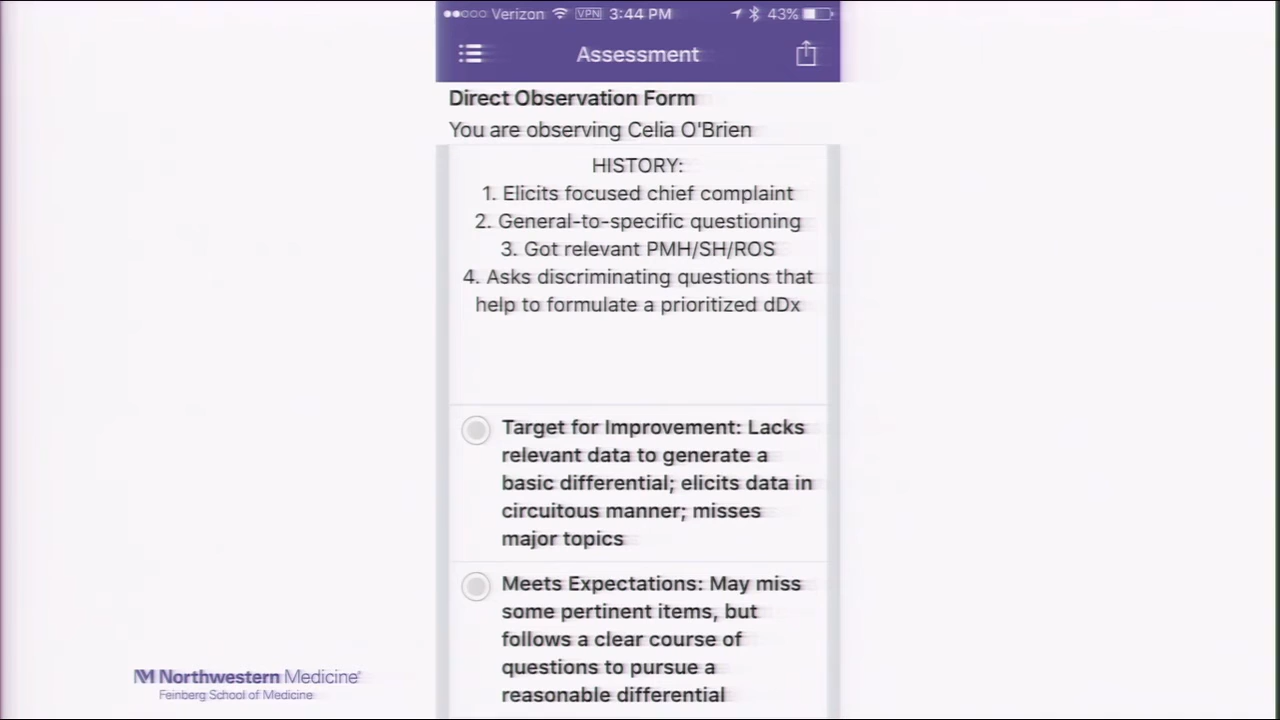 Verizon VPN 3:44 PM 43%
Assessment
Direct Observation Form
You are observing Celia O'Brien
HISTORY:
1. Elicits focused chief complaint
2. General-to-specific questioning
3. Got relevant PMH/SH/ROS
4. Asks discriminating questions that
help to formulate a prioritized dDx
Target for Improvement: Lacks
relevant data to generate a
basic differential; elicits data in
circuitous manner; misses
major topics
Meets Expectations: May miss
some pertinent items, but
follows a clear course of
questions to pursue a
reasonable differential
M Northwestern Medicine®
Feinberg School of Medicine